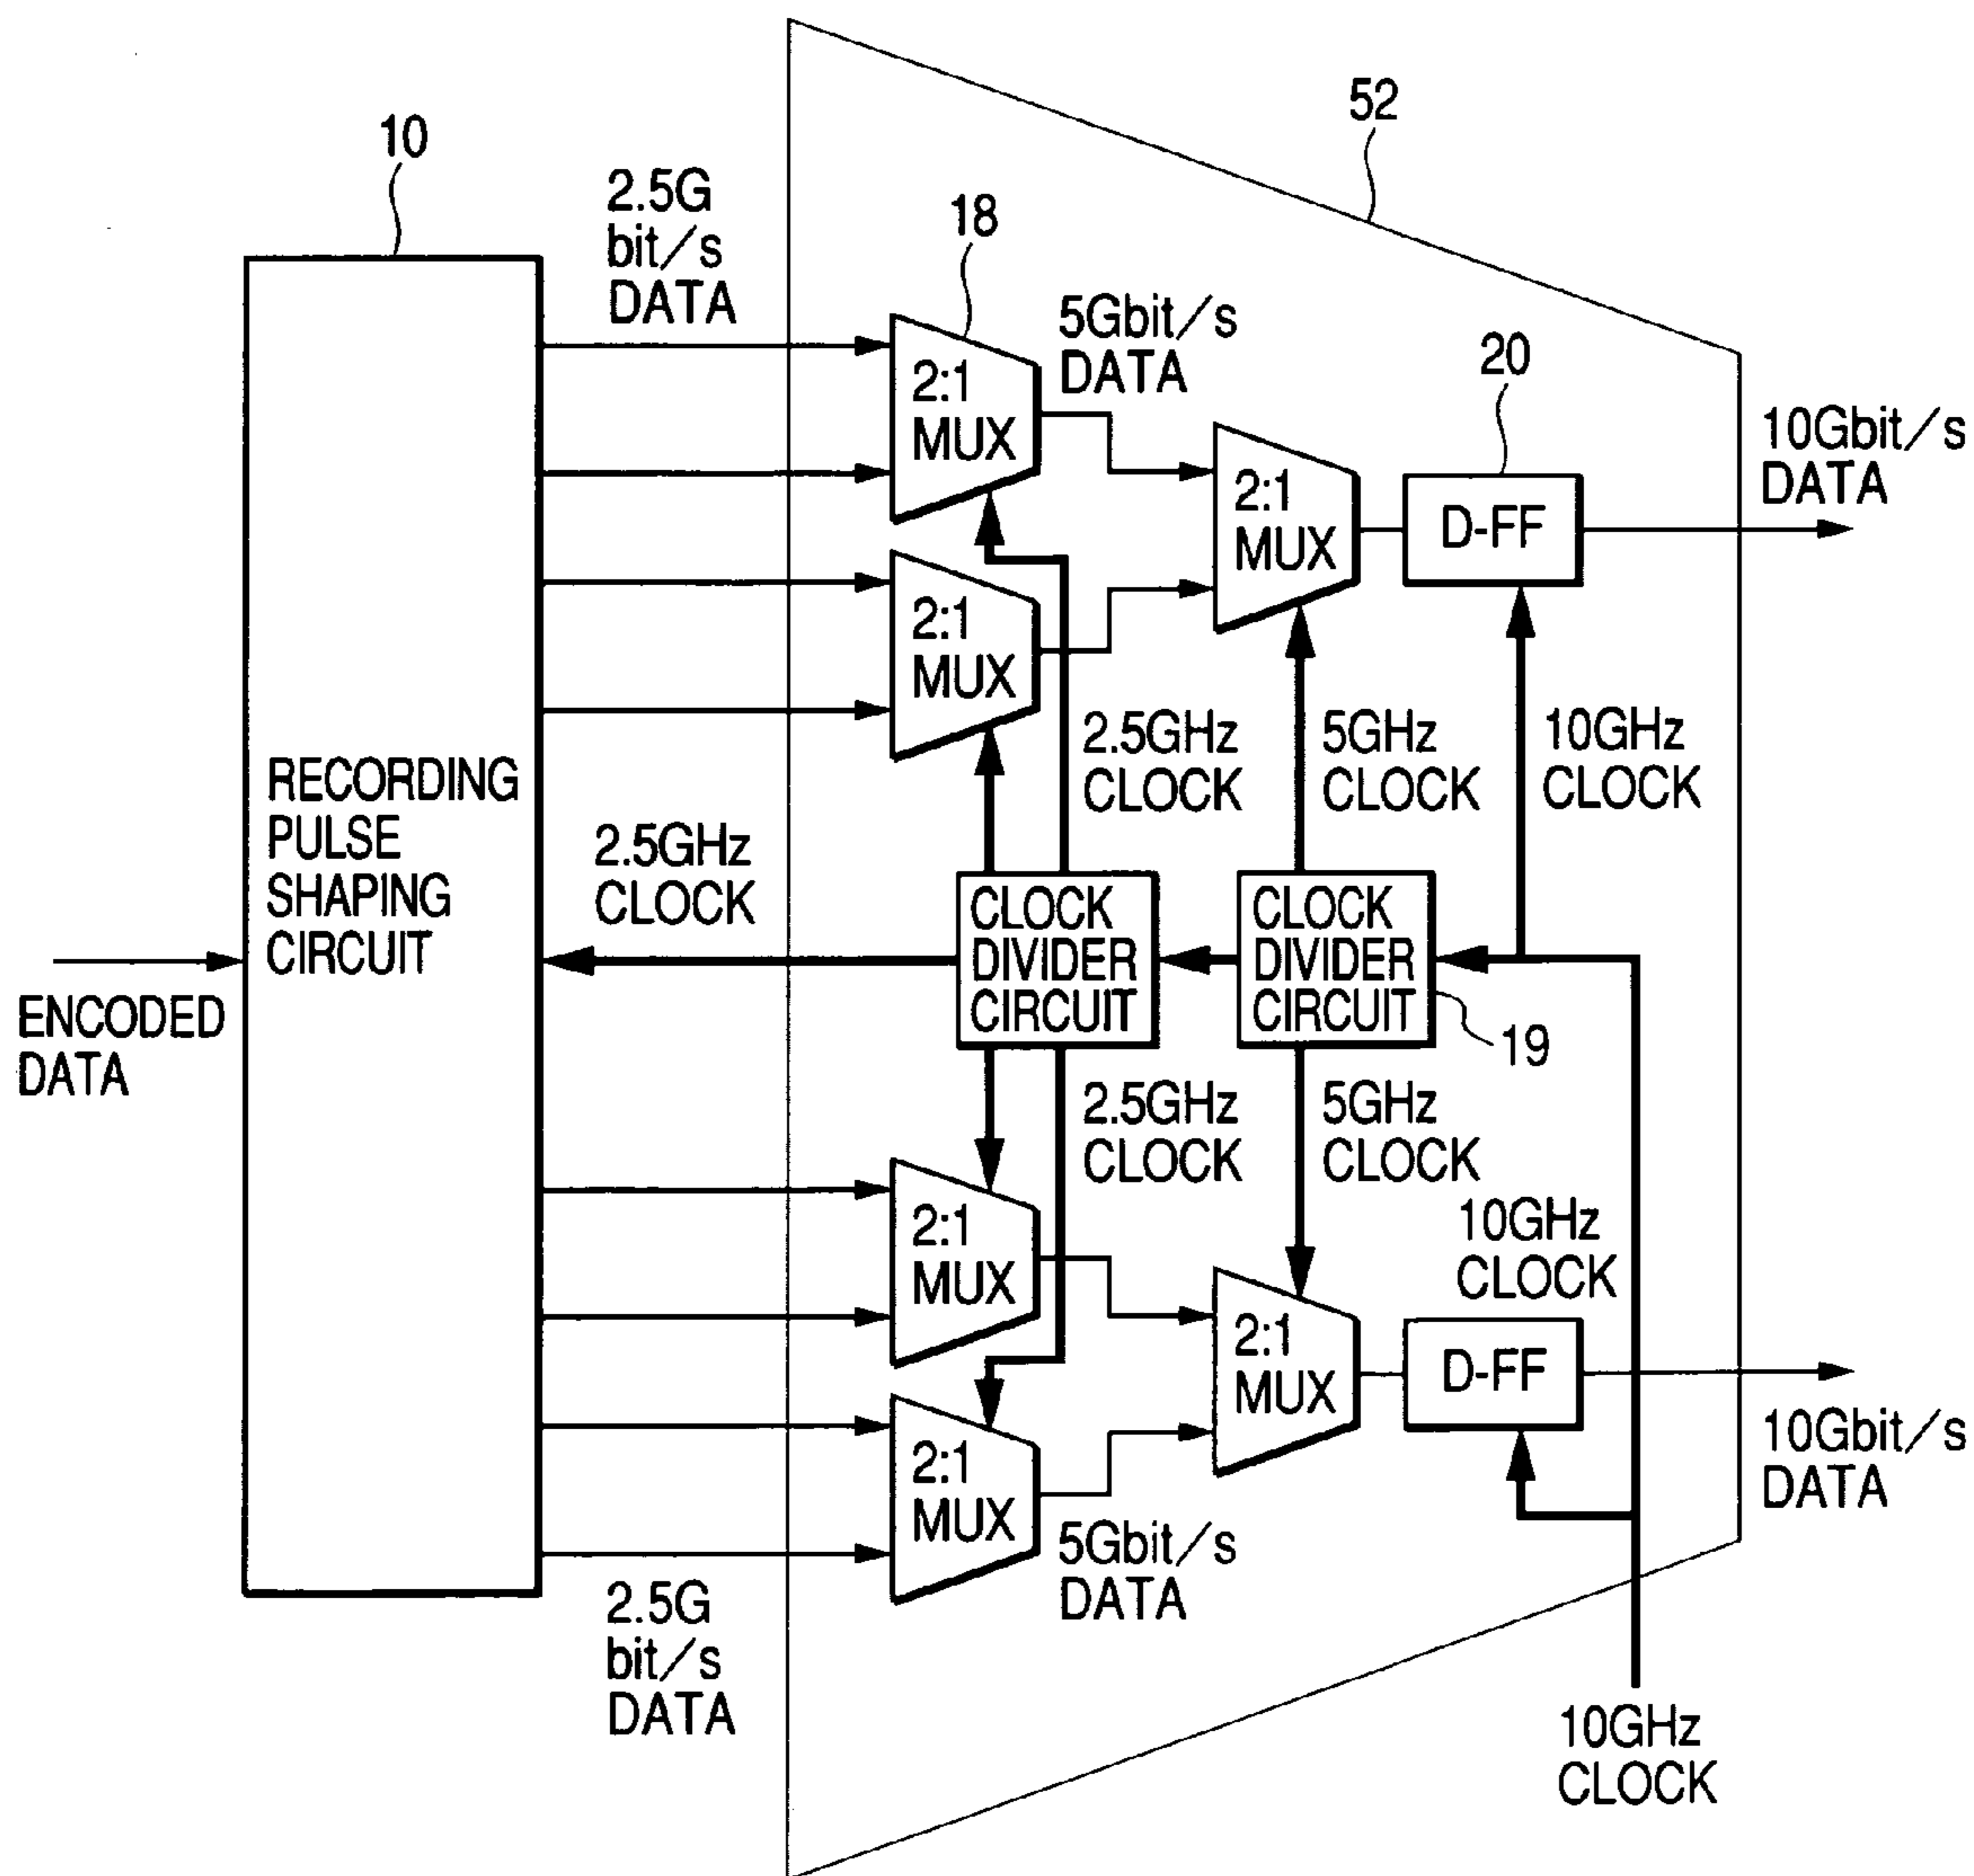 52
10
2.5G
bit/s
DATA
18
5Gbit/s
DATA
20
10Gbit/s
DATA
2:1
MUX
2:1
MUX
D-FF
2:1
MUX
2.5GHz
CLOCK
5GHz
CLOCK
10GHz
CLOCK
RECORDING
PULSE
SHAPING
CIRCUIT
2.5GHz
CLOCK
CLOCK
DIVIDER
CIRCUIT
CLOCK
DIVIDER
CIRCUIT
19
ENCODED
DATA
2.5GHz
CLOCK
5GHz
CLOCK
10GHz
CLOCK
2:1
MUX
2:1
MUX
D-FF
10Gbit/s
DATA
2:1
MUX
5Gbit/s
DATA
2.5G
bit/s
DATA
10GHz
CLOCK